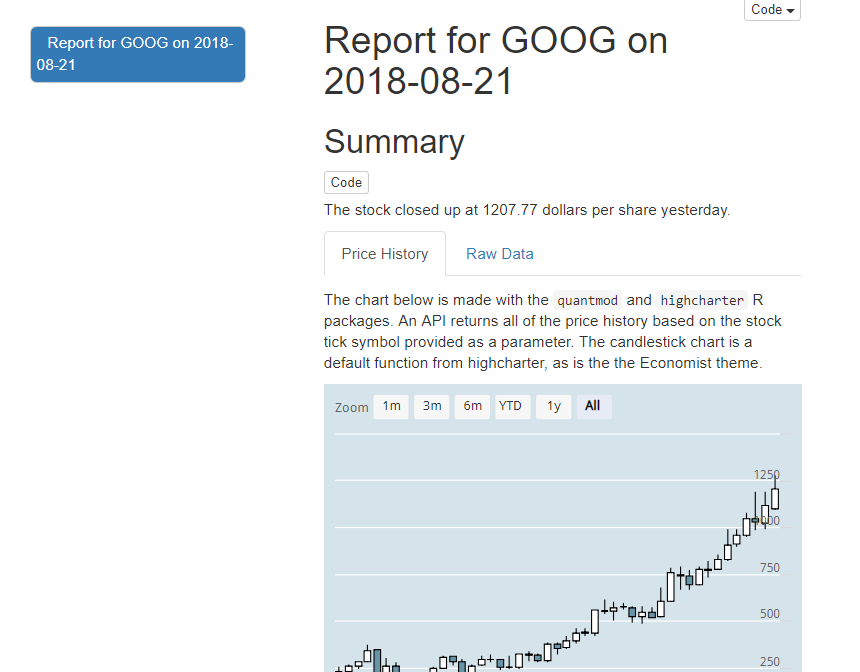 Code
Report for GOOG on 2018-
08-21
Report for GOOG on
2018-08-21
Summary
Code
The stock closed up at 1207.77 dollars per share yesterday.
Price History Raw Data
The chart below is made with the quantmod and highcharter R
packages. An API returns all of the price history based on the stock
tick symbol provided as a parameter. The candlestick chart is a
default function from highcharter, as is the the Economist theme.
Zoom 1m 3m 6m YTD 1y All
1250
1000
750
500
250